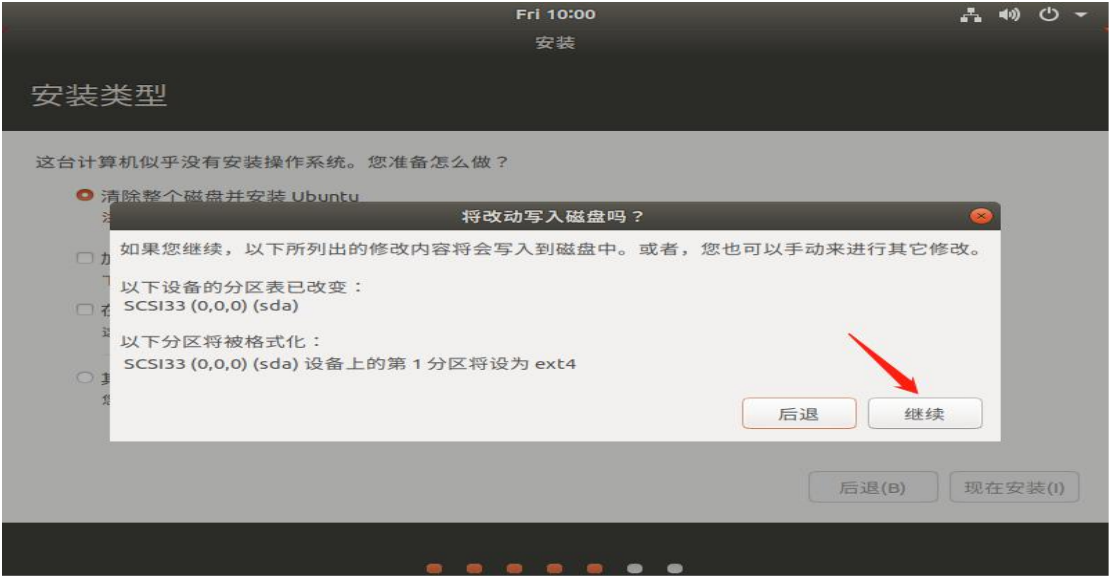 Fri 10:00
安装
安装类型
这台计算机似乎没有安装操作系统。您准备怎么做？
清除整个磁盘并安装 Ubuntu
将改动写入磁盘吗？
如果您继续，以下所列出的修改内容将会写入到磁盘中。或者，您也可以手动来进行其它修改。
以下设备的分区表已改变：
SCSI33 (0,0,0) (sda)
以下分区将被格式化：
SCSI33 (0,0,0) (sda) 设备上的第 1 分区将设为 ext4
后退
继续
后退(B)
现在安装(I)